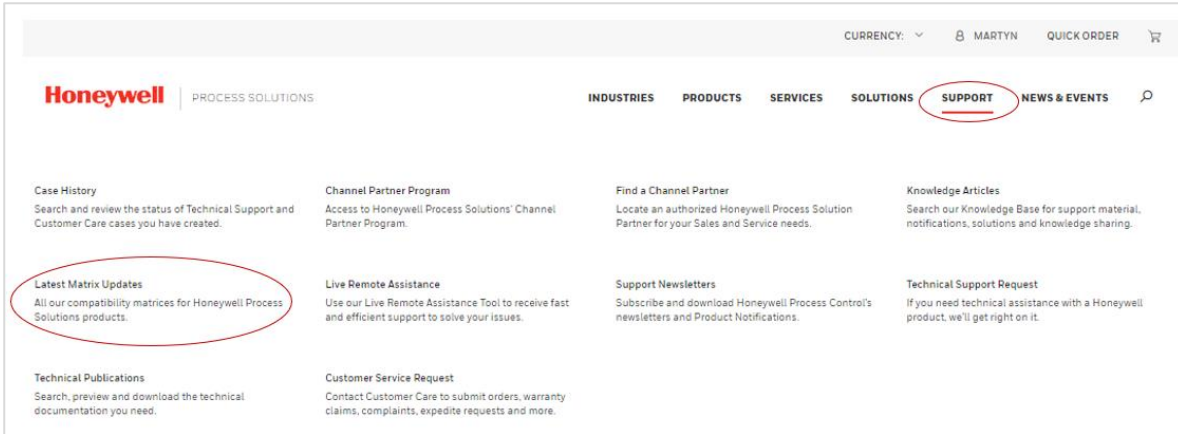 CURRENCY: MARTYN QUICK ORDER
Honeywell PROCESS SOLUTIONS INDUSTRIES PRODUCTS SERVICES SOLUTIONS SUPPORT NEWS & EVENTS
Case History
Search and review the status of Technical Support and
Customer Care cases you have created.
Channel Partner Program
Access to Honeywell Process Solutions' Channel
Partner Program.
Find a Channel Partner
Locate an authorized Honeywell Process Solution
Partner for your Sales and Service needs.
Knowledge Articles
Search our Knowledge Base for support material,
notifications, solutions and knowledge sharing.
Latest Matrix Updates
All our compatibility matrices for Honeywell Process
Solutions products.
Live Remote Assistance
Use our Live Remote Assistance Tool to receive fast
and efficient support to solve your issues.
Support Newsletters
Subscribe and download Honeywell Process Control's
newsletters and Product Notifications.
Technical Support Request
If you need technical assistance with a Honeywell
product, we'll get right on it.
Technical Publications
Search, preview and download the technical
documentation you need.
Customer Service Request
Contact Customer Care to submit orders, warranty
claims, complaints, expedite requests and more.